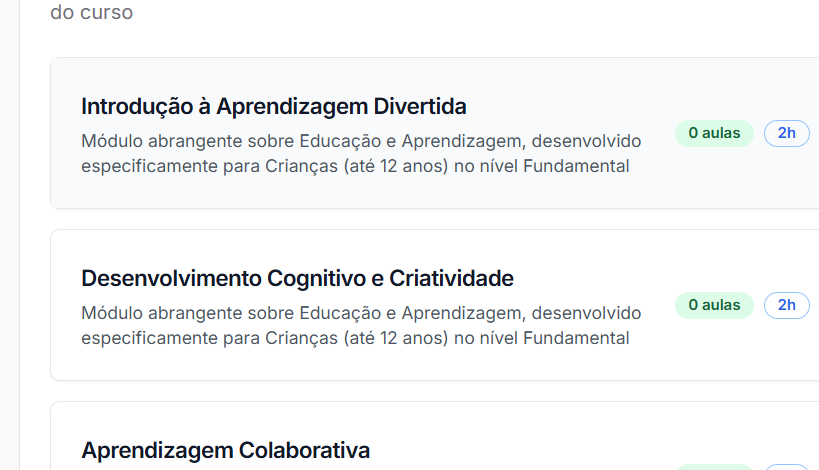 do curso
Introdução à Aprendizagem Divertida
Módulo abrangente sobre Educação e Aprendizagem, desenvolvido
especificamente para Crianças (até 12 anos) no nível Fundamental
0 aulas
2h
Desenvolvimento Cognitivo e Criatividade
Módulo abrangente sobre Educação e Aprendizagem, desenvolvido
especificamente para Crianças (até 12 anos) no nível Fundamental
0 aulas
2h
Aprendizagem Colaborativa